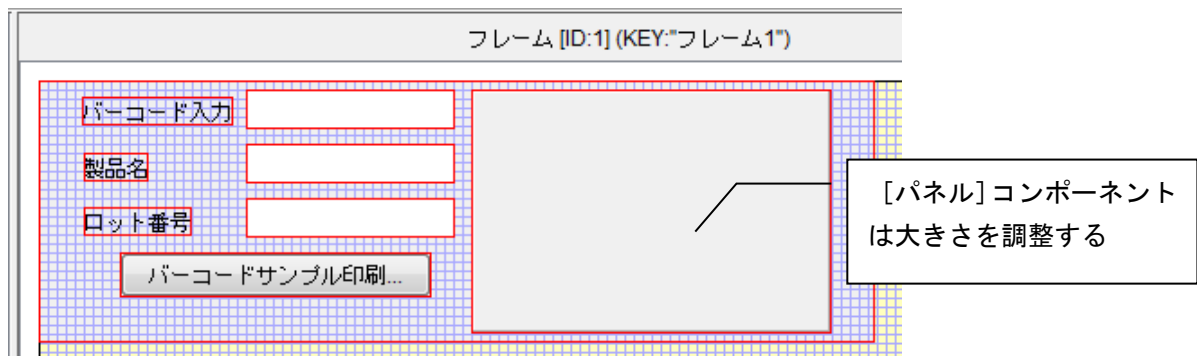 フレーム [ID:1] (KEY:"フレーム1")
バーコード入力
製品名
ロット番号
バーコードサンプル印刷...
[パネル]コンポーネント
は大きさを調整する